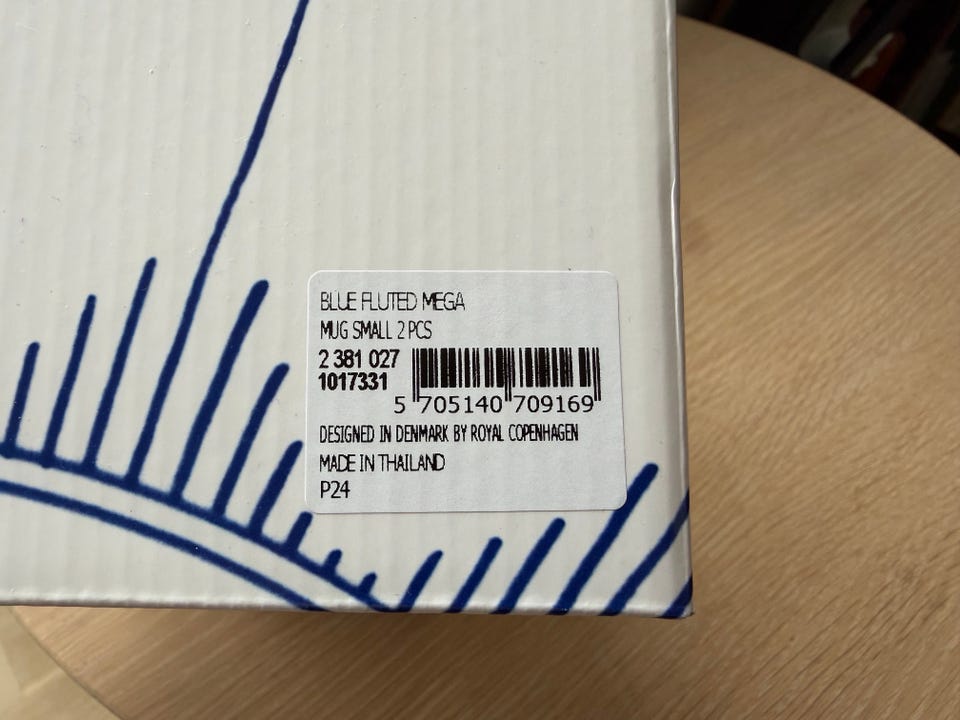 BLUE FLUTED MEGA
MUG SMALL 2 PCS
2 381 027
1017331
5 705140 709169
DESIGNED IN DENMARK BY ROYAL COPENHAGEN
MADE IN THAILAND
P24